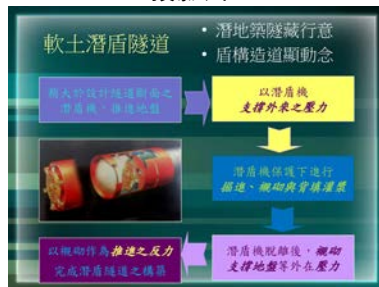 軟土潛盾隧道
• 潛地築隧藏行意
• 盾構造道顯動念
稍大於設計隧道斷面之
潛盾機,推進地盤
以潛盾機
支撐外來之壓力
潛盾機保護下進行
掘進、襯砌與背填灌漿
潛盾機脫離後,襯砌
支撐地盤等外在壓力
以襯砌作為推進之反力
完成潛盾隧道之構築